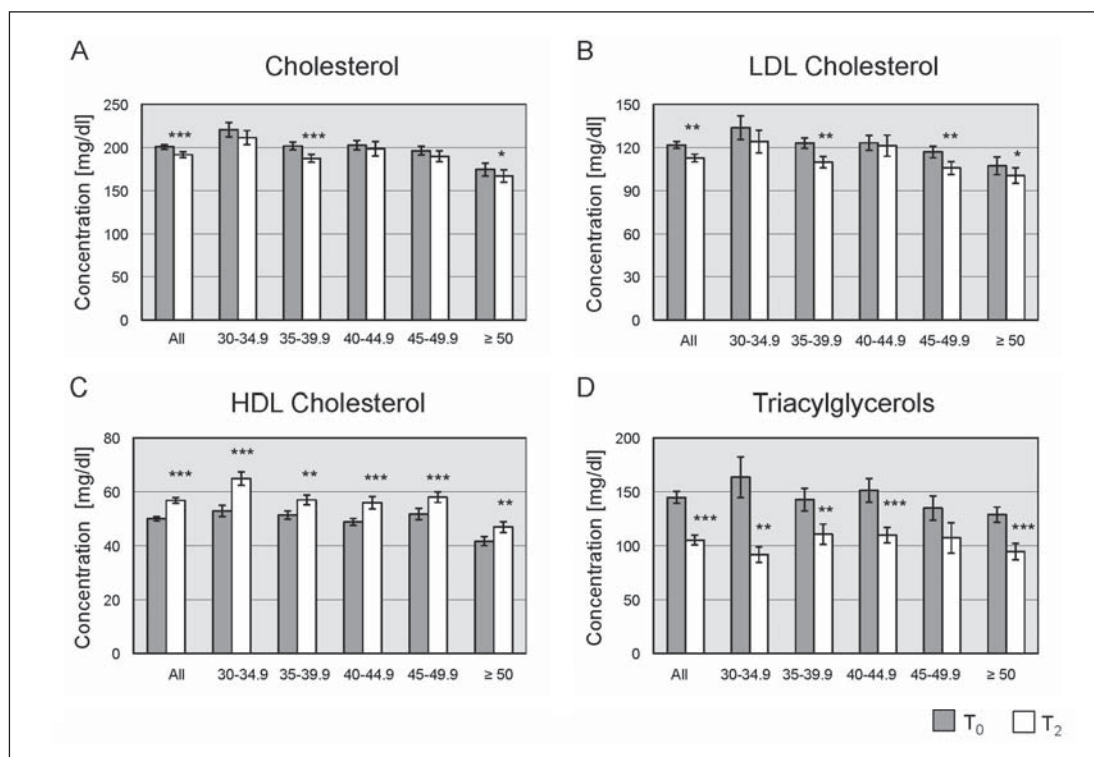 A
Cholesterol
Concentration [mg/dl]
250
200
150
100
50
0
***
***
*
All 30-34.9 35-39.9 40-44.9 45-49.9 ≥ 50
B
LDL Cholesterol
Concentration [mg/dl]
150
120
90
60
30
0
**
**
**
*
All 30-34.9 35-39.9 40-44.9 45-49.9 ≥ 50
C
HDL Cholesterol
Concentration [mg/dl]
80
60
40
20
0
***
***
**
***
***
**
All 30-34.9 35-39.9 40-44.9 45-49.9 ≥ 50
D
Triacylglycerols
Concentration [mg/dl]
200
150
100
50
0
***
**
**
***
***
All 30-34.9 35-39.9 40-44.9 45-49.9 ≥ 50
T₀ T₂